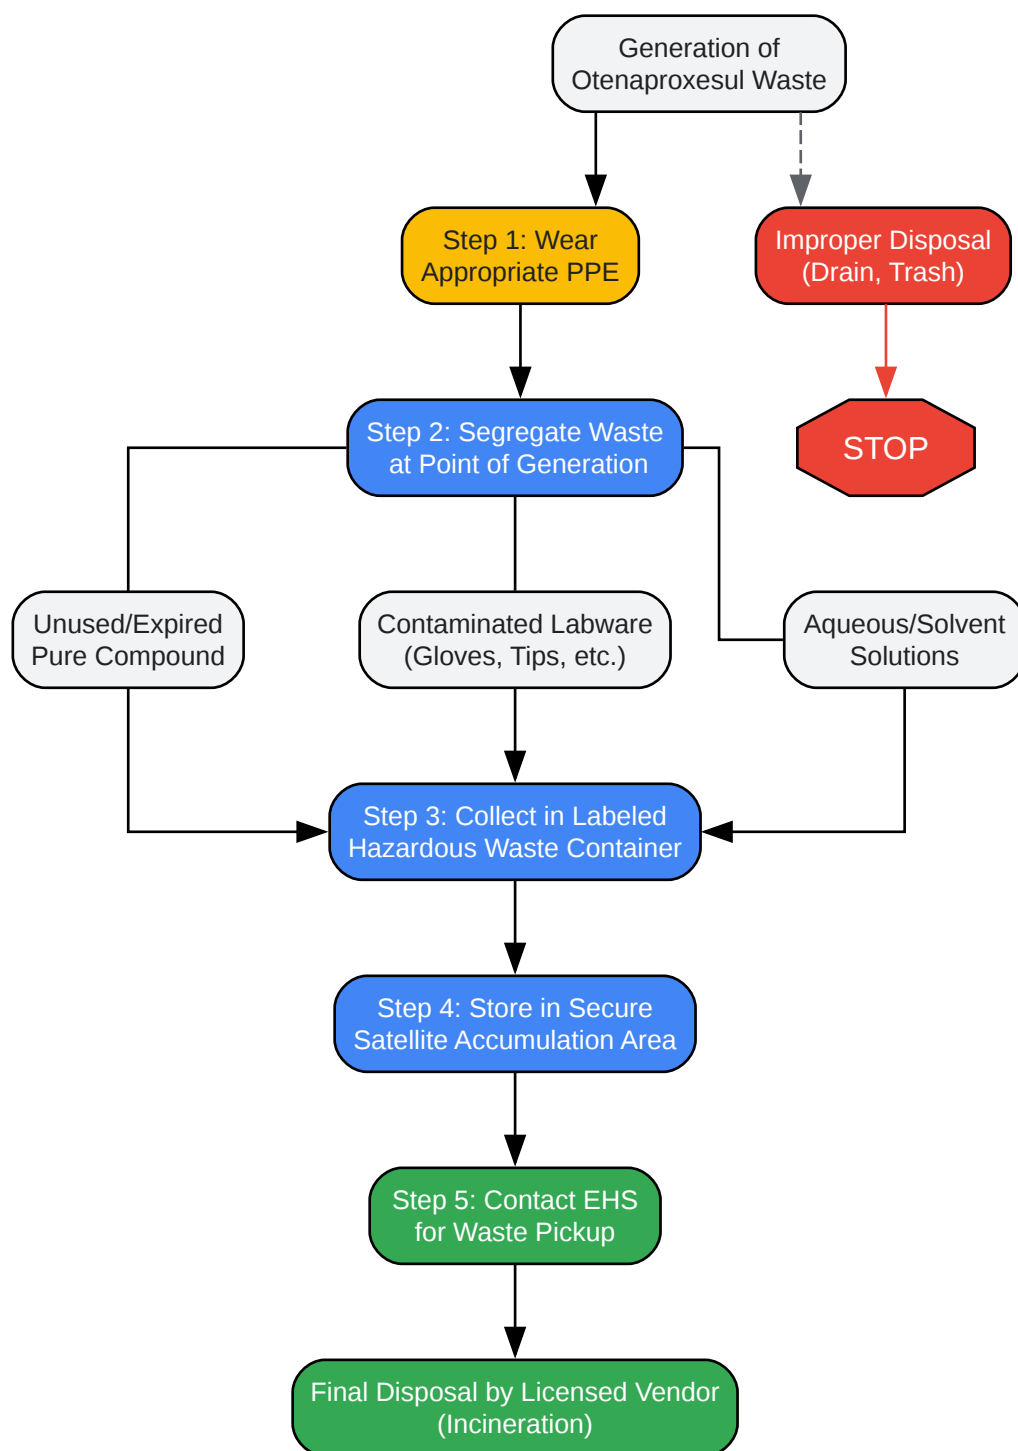 Generation of
Otenaproxesul Waste
Step 1: Wear
Appropriate PPE
Improper Disposal
(Drain, Trash)
Step 2: Segregate Waste
at Point of Generation
STOP
Unused/Expired
Pure Compound
Contaminated Labware
(Gloves, Tips, etc.)
Aqueous/Solvent
Solutions
Step 3: Collect in Labeled
Hazardous Waste Container
Step 4: Store in Secure
Satellite Accumulation Area
Step 5: Contact EHS
for Waste Pickup
Final Disposal by Licensed Vendor
(Incineration)